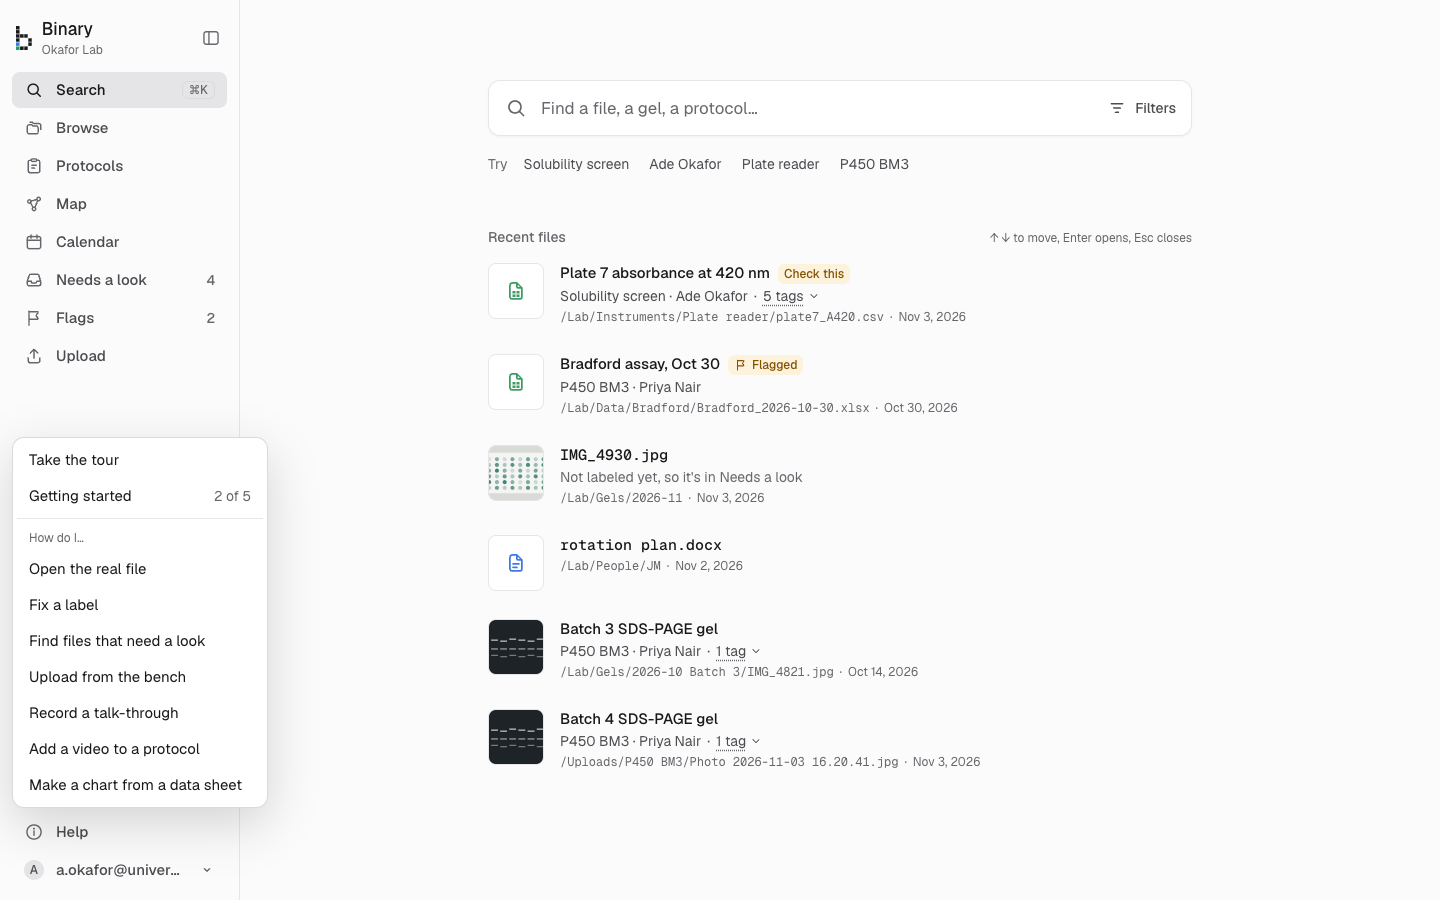 Binary
Okafor Lab
Search ⌘K
Browse
Protocols
Map
Calendar
Needs a look 4
Flags 2
Upload
Take the tour
Getting started 2 of 5
How do I…
Open the real file
Fix a label
Find files that need a look
Upload from the bench
Record a talk-through
Add a video to a protocol
Make a chart from a data sheet
Help
A a.okafor@univer…
Find a file, a gel, a protocol… Filters
Try Solubility screen Ade Okafor Plate reader P450 BM3
Recent files ↑↓ to move, Enter opens, Esc closes
Plate 7 absorbance at 420 nm Check this
Solubility screen · Ade Okafor · 5 tags
/Lab/Instruments/Plate reader/plate7_A420.csv · Nov 3, 2026
Bradford assay, Oct 30 Flagged
P450 BM3 · Priya Nair
/Lab/Data/Bradford/Bradford_2026-10-30.xlsx · Oct 30, 2026
IMG_4930.jpg
Not labeled yet, so it's in Needs a look
/Lab/Gels/2026-11 · Nov 3, 2026
rotation plan.docx
/Lab/People/JM · Nov 2, 2026
Batch 3 SDS-PAGE gel
P450 BM3 · Priya Nair · 1 tag
/Lab/Gels/2026-10 Batch 3/IMG_4821.jpg · Oct 14, 2026
Batch 4 SDS-PAGE gel
P450 BM3 · Priya Nair · 1 tag
/Uploads/P450 BM3/Photo 2026-11-03 16.20.41.jpg · Nov 3, 2026